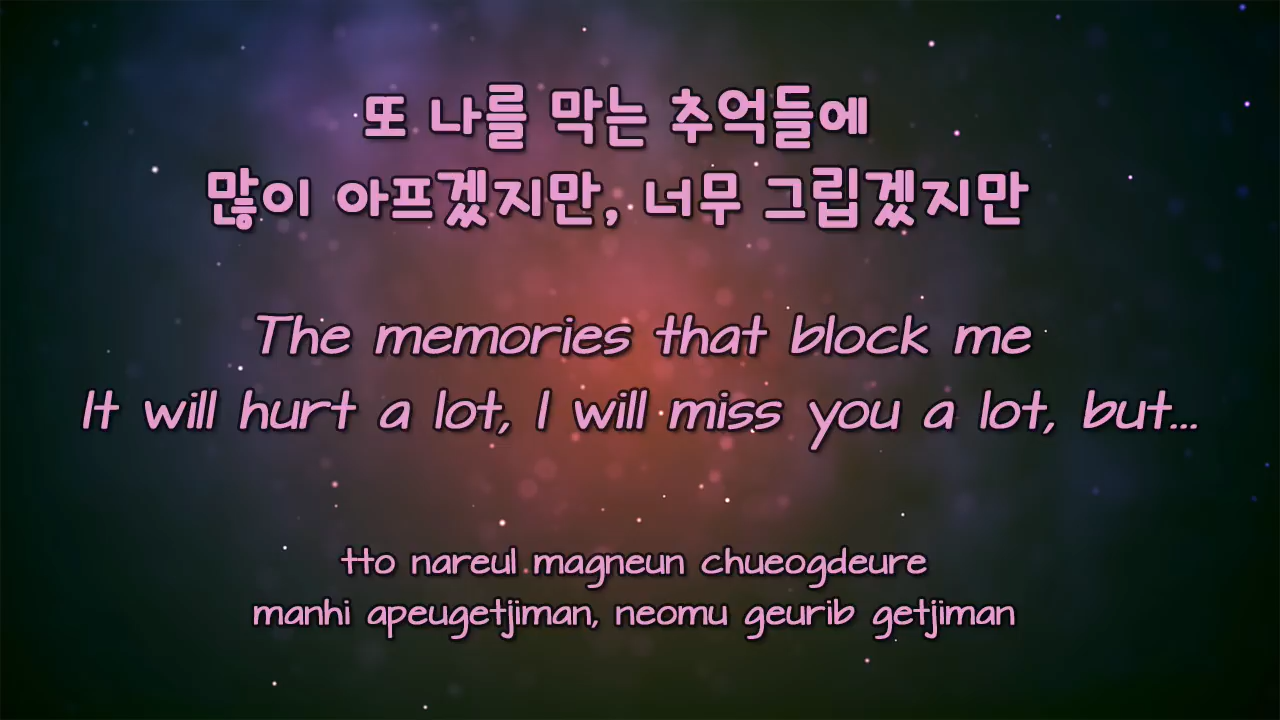 또 나를 막는 추억들에
많이 아프겠지만, 너무 그립겠지만
The memories that block me
It will hurt a lot, I will miss you a lot, but...
tto nareul magneun chueogdeure
manhi apeugetjiman, neomu geurib getjiman